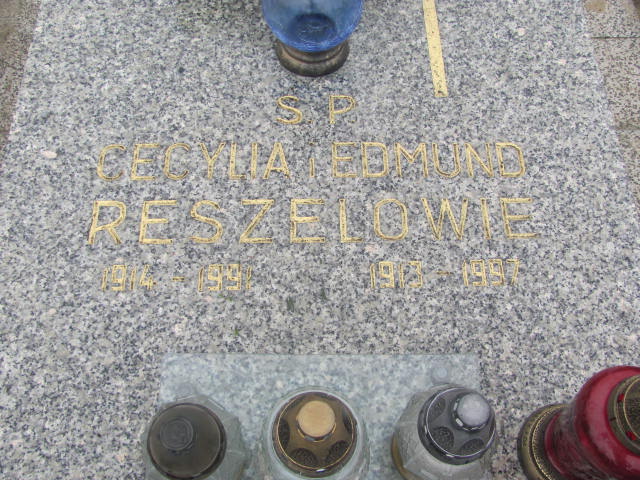 S P
CECYLIA i EDMUND
RESZELOWIE
1914 - 1991 1913 - 1997